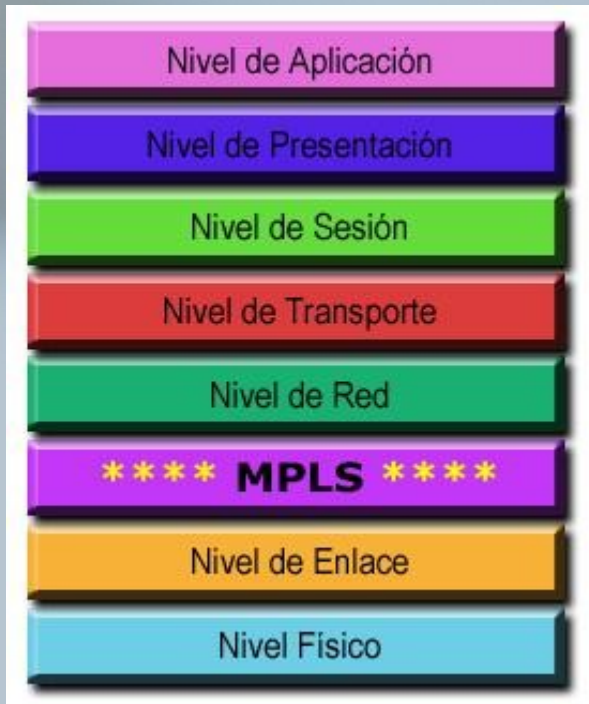 Nivel de Aplicación
Nivel de Presentación
Nivel de Sesión
Nivel de Transporte
Nivel de Red
**** MPLS ****
Nivel de Enlace
Nivel Físico